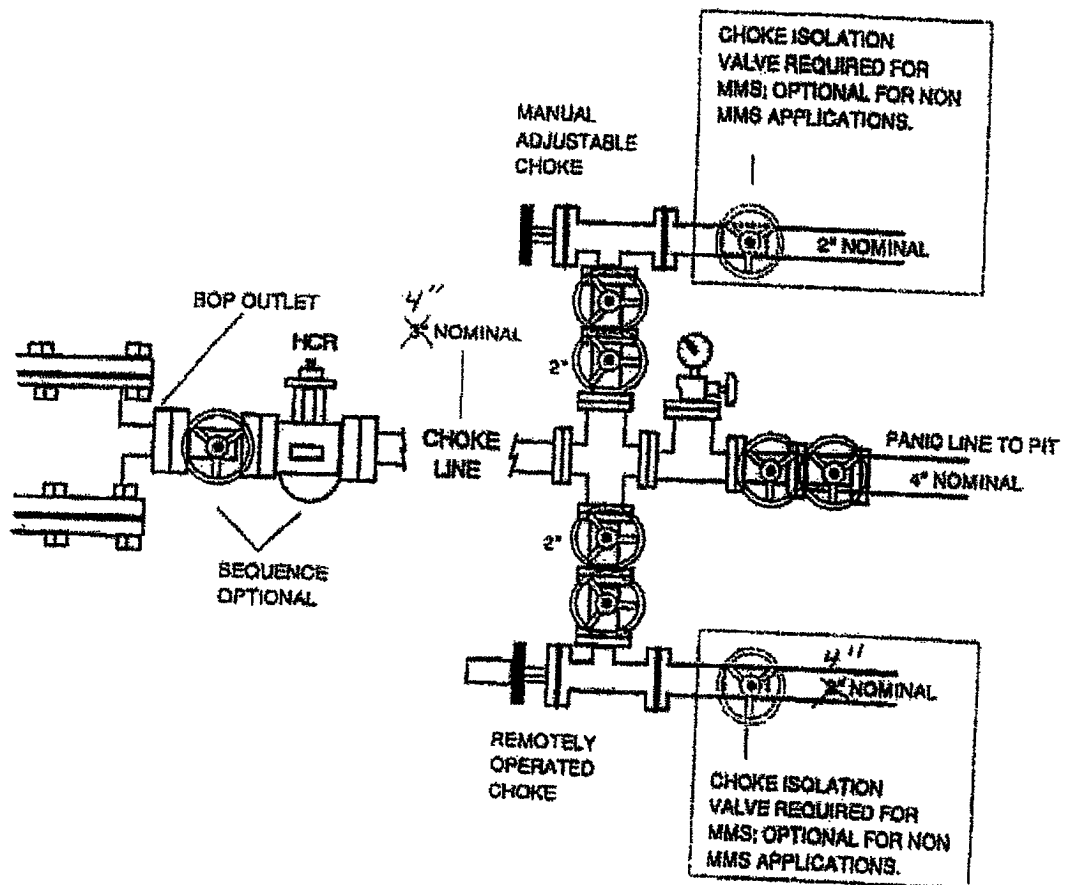 CHOKE ISOLATION
VALVE REQUIRED FOR
MMS; OPTIONAL FOR NON
MMS APPLICATIONS.
MANUAL
ADJUSTABLE
CHOKE
2" NOMINAL
BOP OUTLET
4"
3" NOMINAL
HCR
2"
CHOKE
LINE
PANIC LINE TO PIT
4" NOMINAL
2"
SEQUENCE
OPTIONAL
4"
NOMINAL
REMOTELY
OPERATED
CHOKE
CHOKE ISOLATION
VALVE REQUIRED FOR
MMS; OPTIONAL FOR NON
MMS APPLICATIONS.